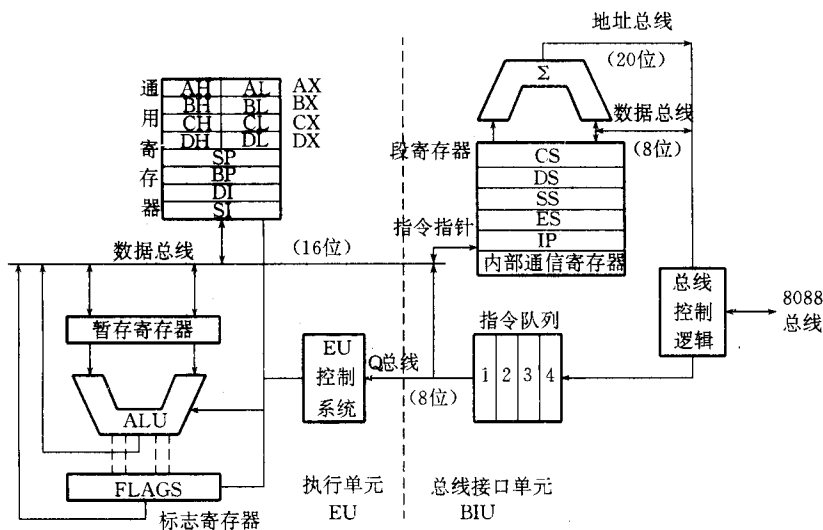 地址总线
（20位）
Σ
数据总线
（8位）
通用寄存器
AH AL AX
BH BL BX
CH CL CX
DH DL DX
SP
BP
DI
SI
段寄存器
CS
DS
SS
ES
指令指针
IP
内部通信寄存器
数据总线
（16位）
暂存寄存器
ALU
FLAGS
标志寄存器
EU
控制
系统
Q总线
（8位）
指令队列
1 2 3 4
总线
控制
逻辑
8088
总线
执行单元
EU
总线接口单元
BIU